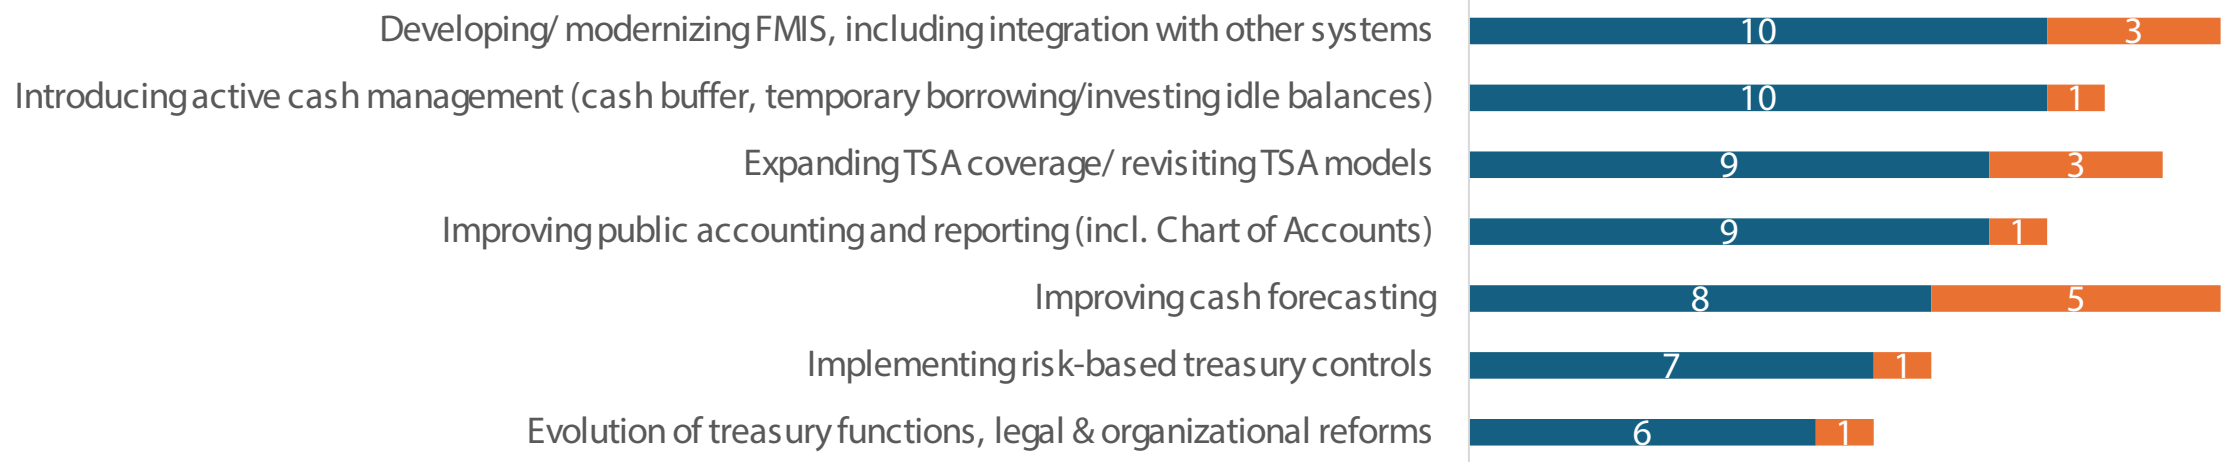 Developing/ modernizing FMIS, including integration with other systems 10 3
Introducing active cash management (cash buffer, temporary borrowing/investing idle balances) 10 1
Expanding TSA coverage/ revisiting TSA models 9 3
Improving public accounting and reporting (incl. Chart of Accounts) 9 1
Improving cash forecasting 8 5
Implementing risk-based treasury controls 7 1
Evolution of treasury functions, legal & organizational reforms 6 1